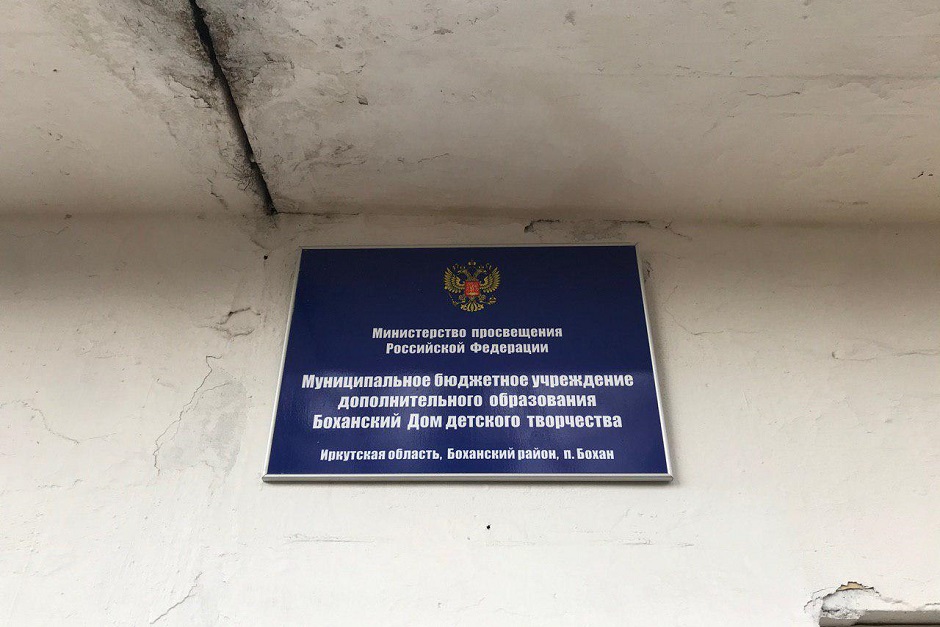 Министерство просвещения
Российской Федерации
Муниципальное бюджетное учреждение
дополнительного образования
Боханский Дом детского творчества
Иркутская область, Боханский район, п. Бохан